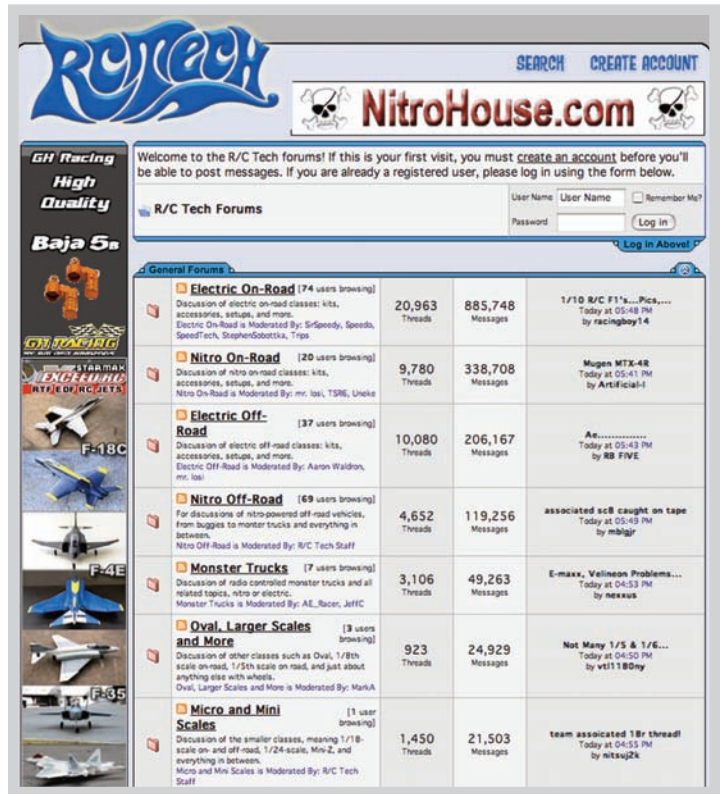 RCTECH
SEARCH CREATE ACCOUNT
NitroHouse.com
GH Racing
High
Quality
Baja 5B
GH RACING
STARMAX
EXCEED RC
RTF EDF RC JETS
F-18C
F-4E
F-35
Welcome to the R/C Tech forums! If this is your first visit, you must create an account before you'll
be able to post messages. If you are already a registered user, please log in using the form below.
R/C Tech Forums
User Name User Name Remember Me?
Password Log in
Log in Above!
General Forums
Electric On-Road [74 users browsing]
Discussion of electric on-road classes: kits,
accessories, setups, and more.
Electric On-Road is Moderated By: SirSpeedy, Speedo,
SpeedTech, StephenSobottka, Trips
20,963
Threads
885,748
Messages
1/10 R/C F1's...Pics,...
Today at 05:48 PM
by racingboy14
Nitro On-Road [20 users browsing]
Discussion of nitro on-road classes: kits,
accessories, setups, and more.
Nitro On-Road is Moderated By: mr. losi, TSR6, Uneke
9,780
Threads
338,708
Messages
Mugen MTX-4R
Today at 05:41 PM
by Artificial-I
Electric Off-
Road [37 users browsing]
Discussion of electric off-road classes: kits,
accessories, setups, and more.
Electric Off-Road is Moderated By: Aaron Waldron,
mr. losi
10,080
Threads
206,167
Messages
Ae..............
Today at 05:43 PM
by RB FIVE
Nitro Off-Road [69 users browsing]
For discussions of nitro-powered off-road vehicles,
from buggies to monter trucks and everything in
between.
Nitro Off-Road is Moderated By: R/C Tech Staff
4,652
Threads
119,256
Messages
associated sc8 caught on tape
Today at 05:49 PM
by mblgjr
Monster Trucks [7 users browsing]
Discussion of radio controlled monster trucks and all
related topics, nitro or electric.
Monster Trucks is Moderated By: AE_Racer, JeffC
3,106
Threads
49,263
Messages
E-maxx, Velineon Problems...
Today at 04:53 PM
by nexxus
Oval, Larger Scales
and More [3 users
browsing]
Discussion of other classes such as Oval, 1/8th
scale on-road, 1/5th scale on road, and just about
anything else with wheels.
Oval, Larger Scales and More is Moderated By: MarkA
923
Threads
24,929
Messages
Not Many 1/5 & 1/6...
Today at 04:50 PM
by vtl1180ny
Micro and Mini
Scales [1 user
browsing]
Discussion of the smaller classes, meaning 1/18-
scale on- and off-road, 1/24-scale, Mini-Z, and
everything in between.
Micro and Mini Scales is Moderated By: R/C Tech
Staff
1,450
Threads
21,503
Messages
team assoicated 18r thread!
Today at 04:55 PM
by nitsuj2k